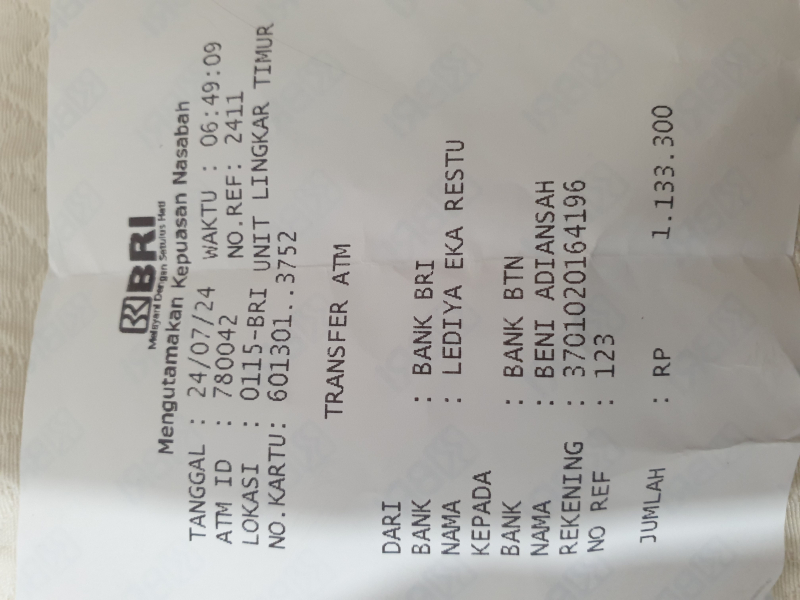 BRI
Melayani Dengan Setulus Hati
Mengutamakan Kepuasan Nasabah
TANGGAL : 24/07/24 WAKTU : 06:49:09
ATM ID : 780042 NO.REF: 2411
LOKASI : 0115-BRI UNIT LINGKAR TIMUR
NO.KARTU: 601301..3752
TRANSFER ATM
DARI
BANK : BANK BRI
NAMA : LEDIYA EKA RESTU
KEPADA
BANK : BANK BTN
NAMA : BENI ADIANSAH
REKENING : 3701020164196
NO REF : 123
JUMLAH : RP 1.133.300